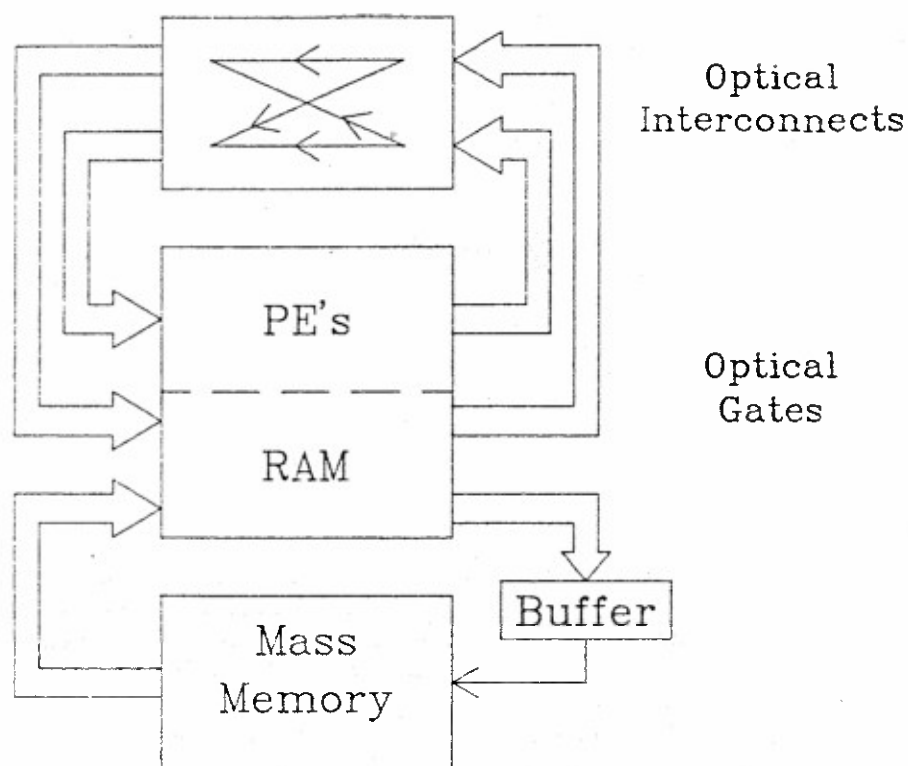 Optical
Interconnects
PE's
Optical
Gates
RAM
Buffer
Mass
Memory